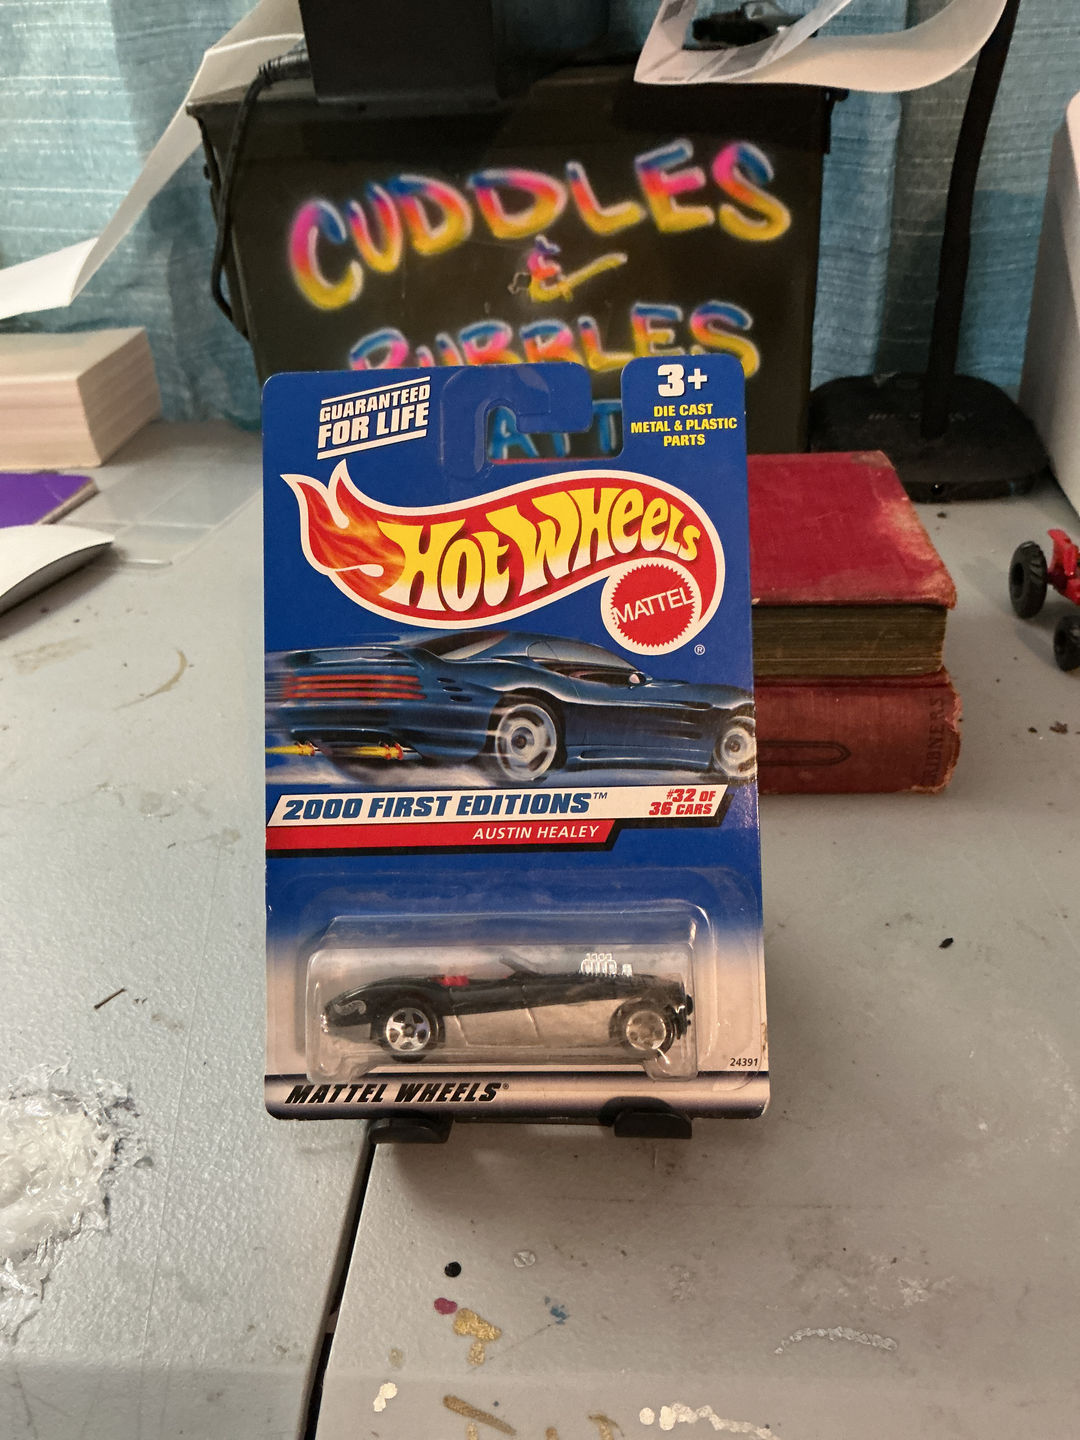 CUDDLES
&
BUBBLES
GUARANTEED
FOR LIFE
3+
DIE CAST
METAL & PLASTIC
PARTS
HOT WHEELS
MATTEL
®
2000 FIRST EDITIONS™
#32 OF
36 CARS
AUSTIN HEALEY
24391
MATTEL WHEELS®